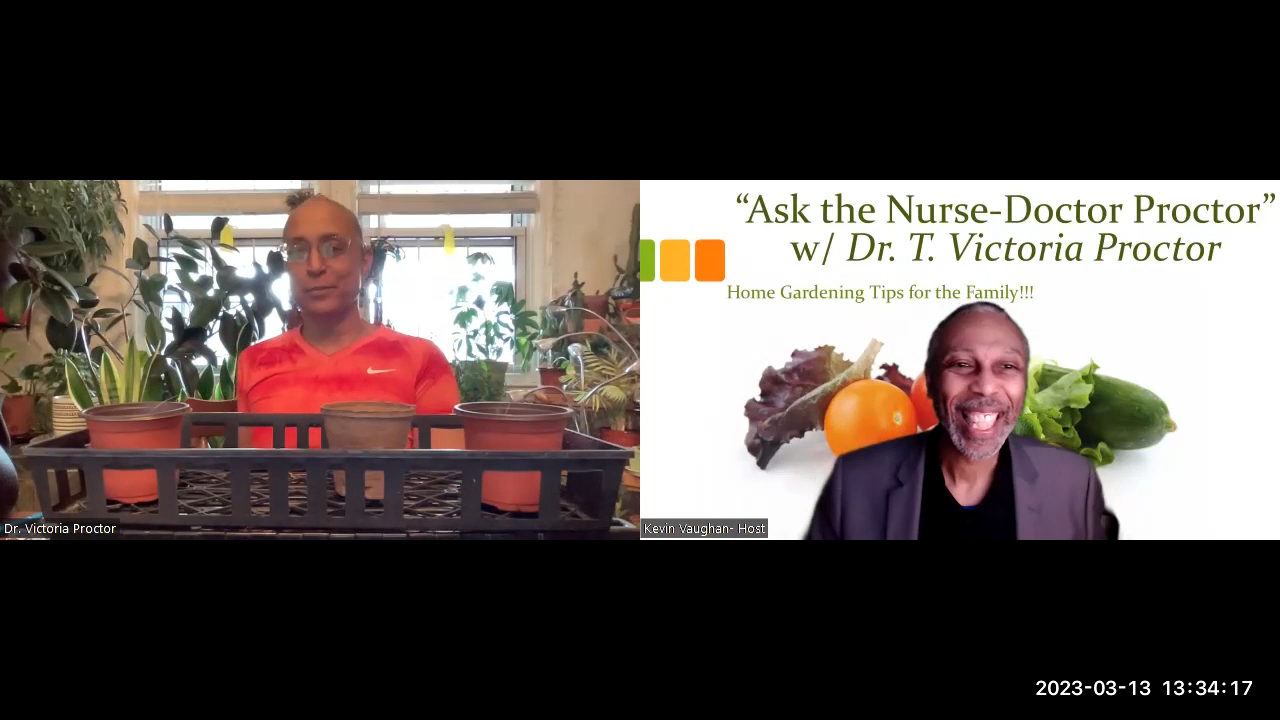 “Ask the Nurse-Doctor Proctor”
w/ Dr. T. Victoria Proctor
Home Gardening Tips for the Family!!!
Dr. Victoria Proctor
Kevin Vaughan- Host
2023-03-13 13:34:17